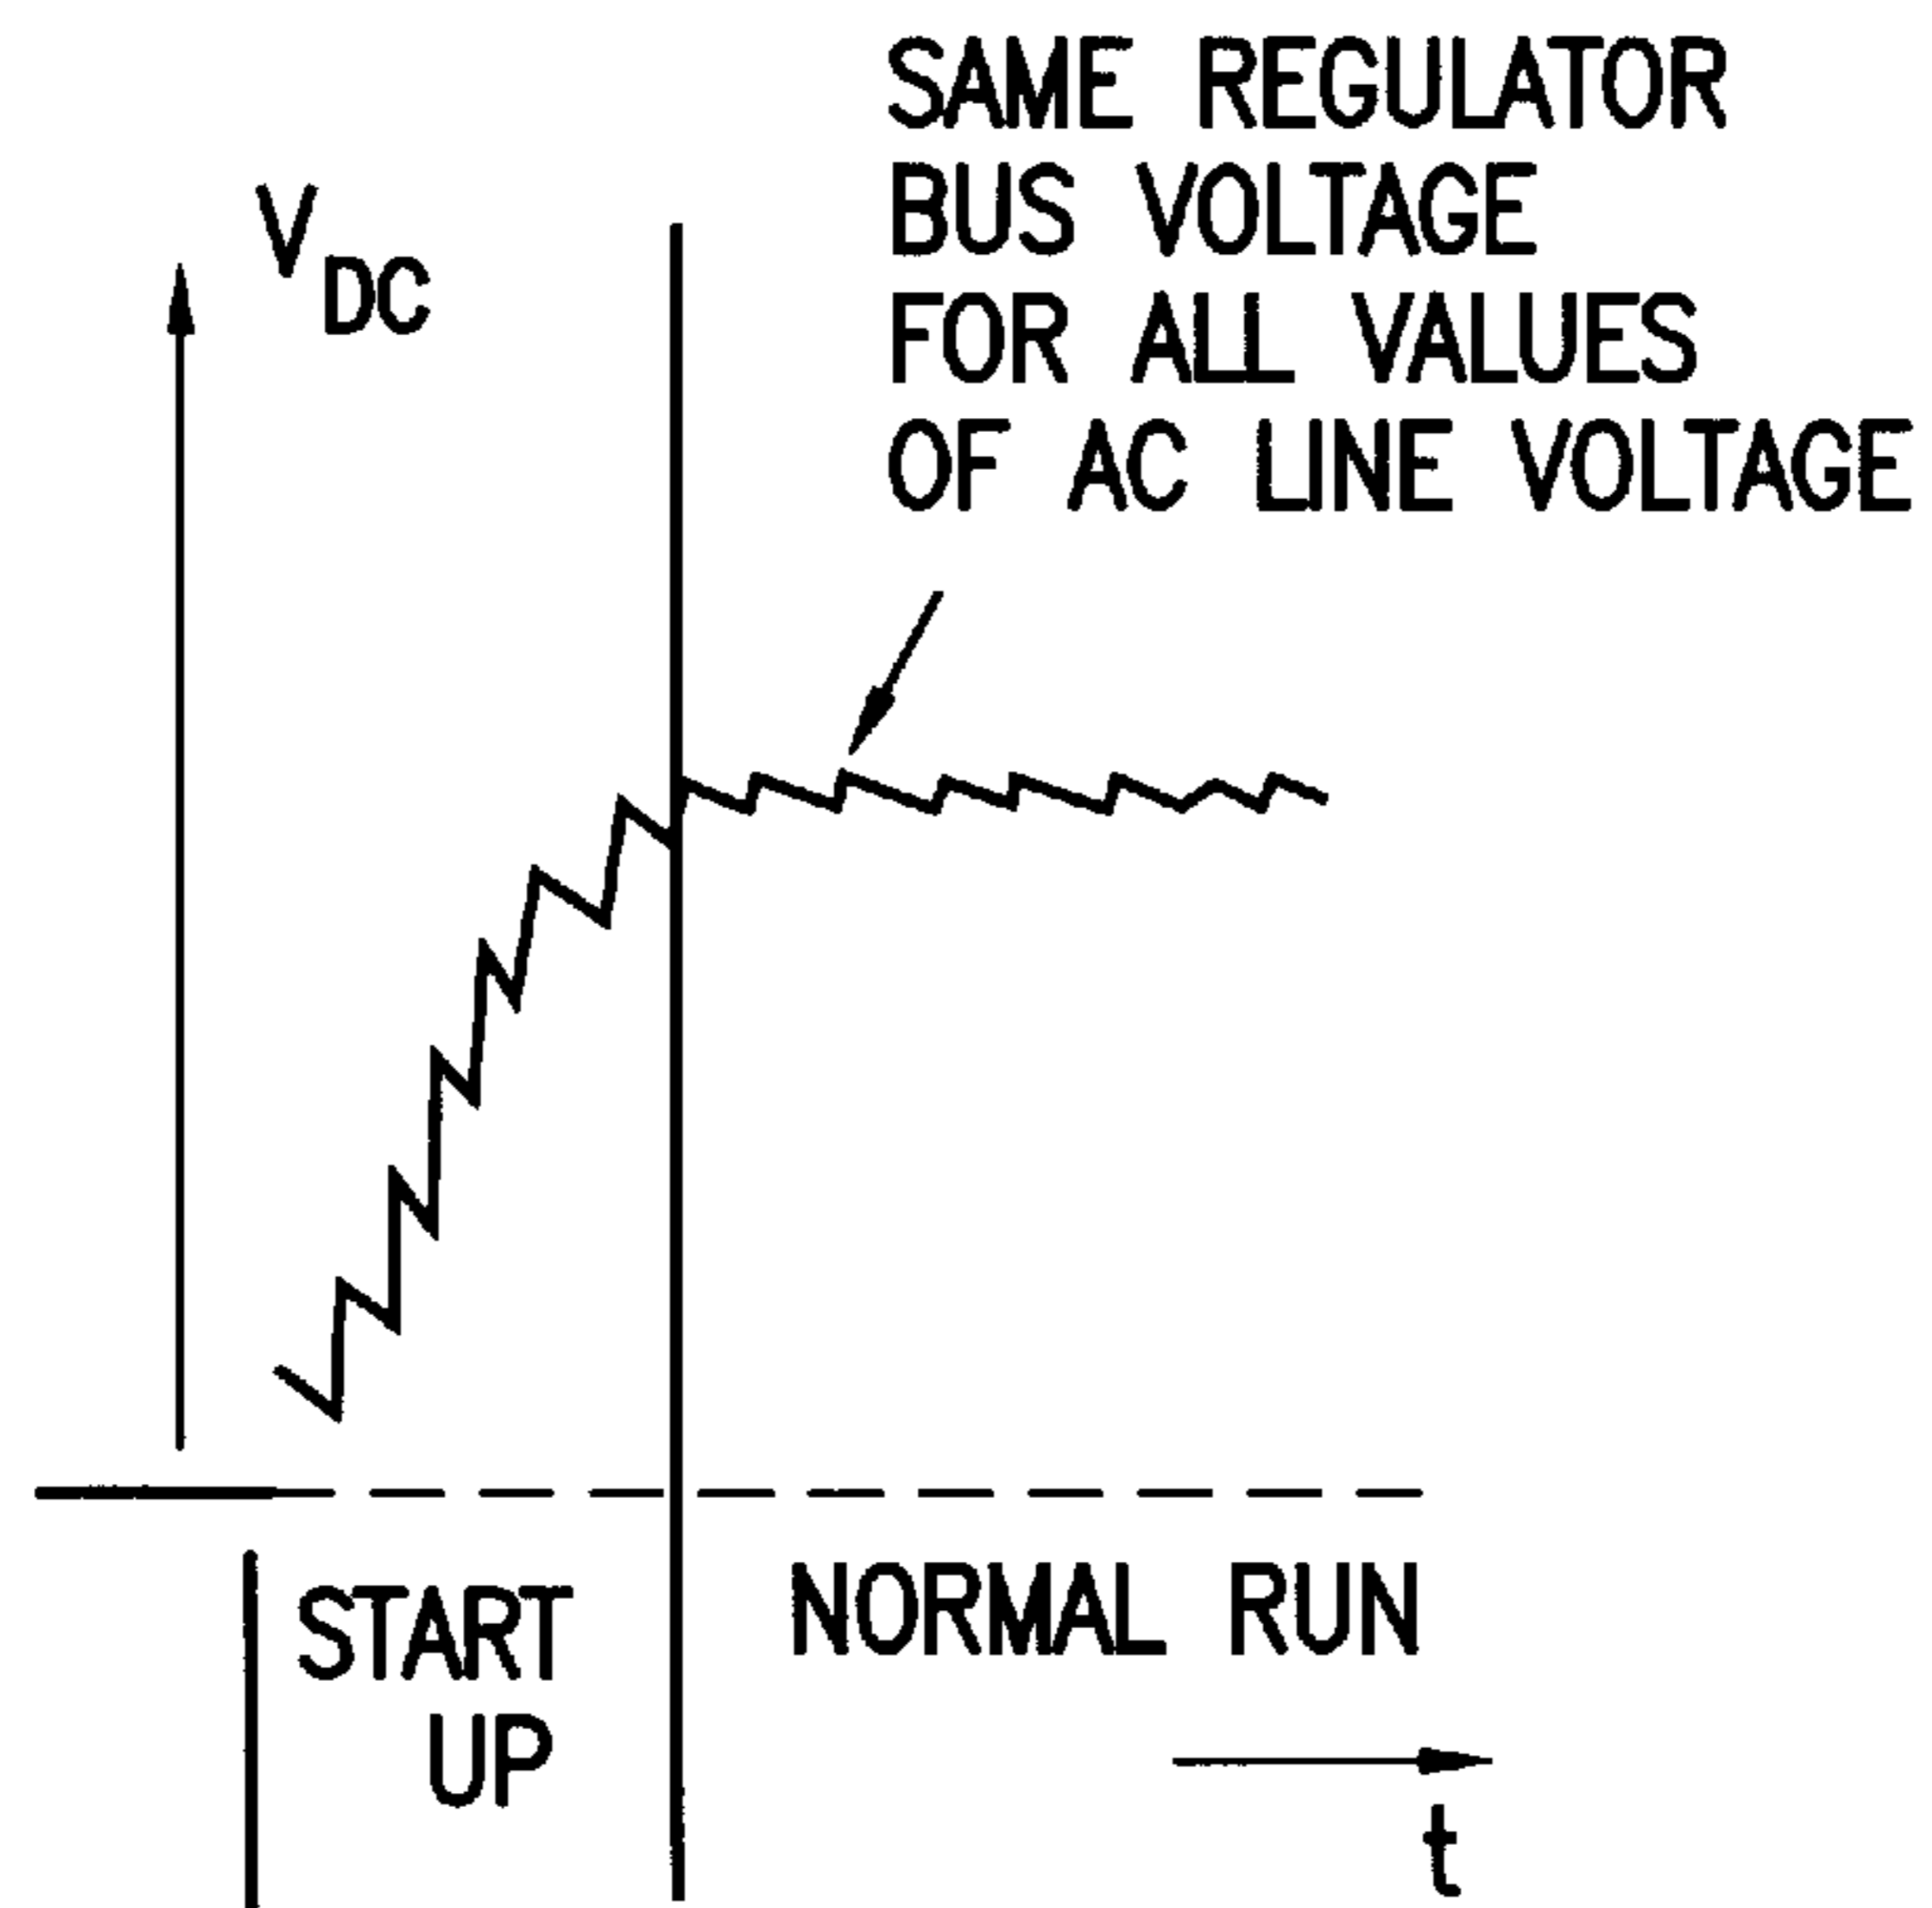 SAME REGULATOR
BUS VOLTAGE
FOR ALL VALUES
OF AC LINE VOLTAGE
VDC
START
UP
NORMAL RUN
t